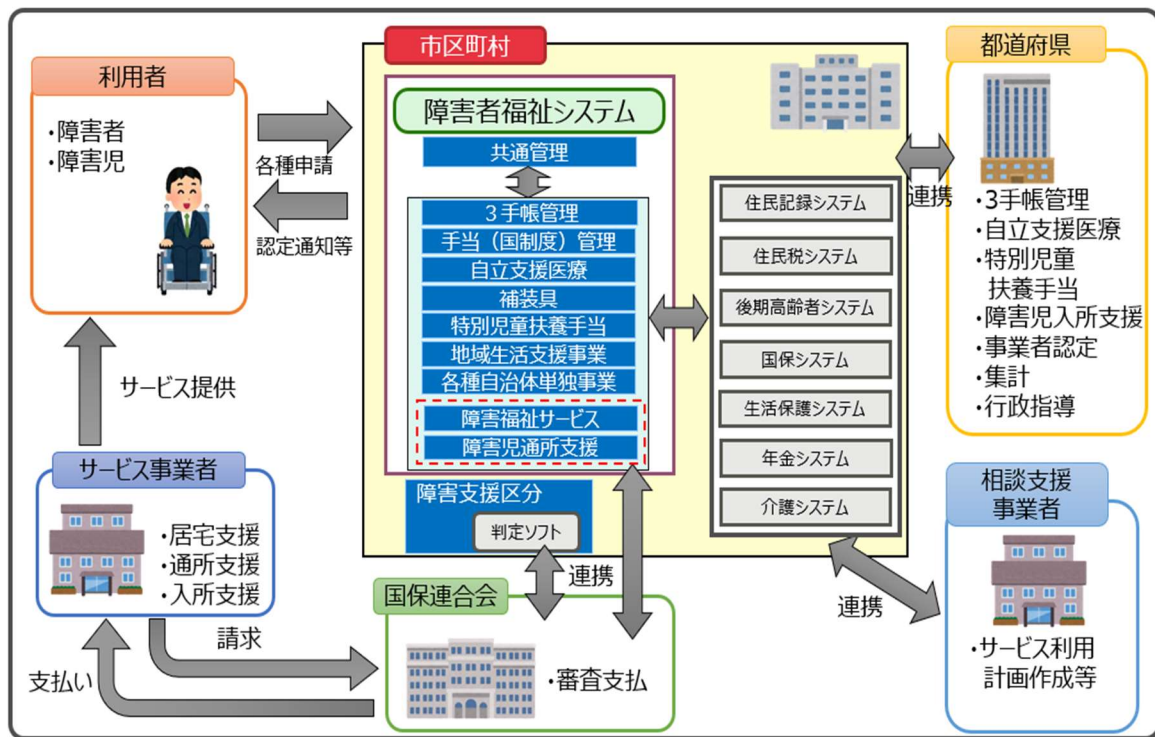 市区町村
利用者
・障害者
・障害児
各種申請
認定通知等
障害者福祉システム
共通管理
３手帳管理
手当（国制度）管理
自立支援医療
補装具
特別児童扶養手当
地域生活支援事業
各種自治体単独事業
障害福祉サービス
障害児通所支援
障害支援区分
判定ソフト
住民記録システム
住民税システム
後期高齢者システム
国保システム
生活保護システム
年金システム
介護システム
連携
都道府県
・3手帳管理
・自立支援医療
・特別児童
扶養手当
・障害児入所支援
・事業者認定
・集計
・行政指導
サービス提供
サービス事業者
・居宅支援
・通所支援
・入所支援
請求
支払い
連携
国保連合会
・審査支払
連携
相談支援
事業者
・サービス利用
計画作成等